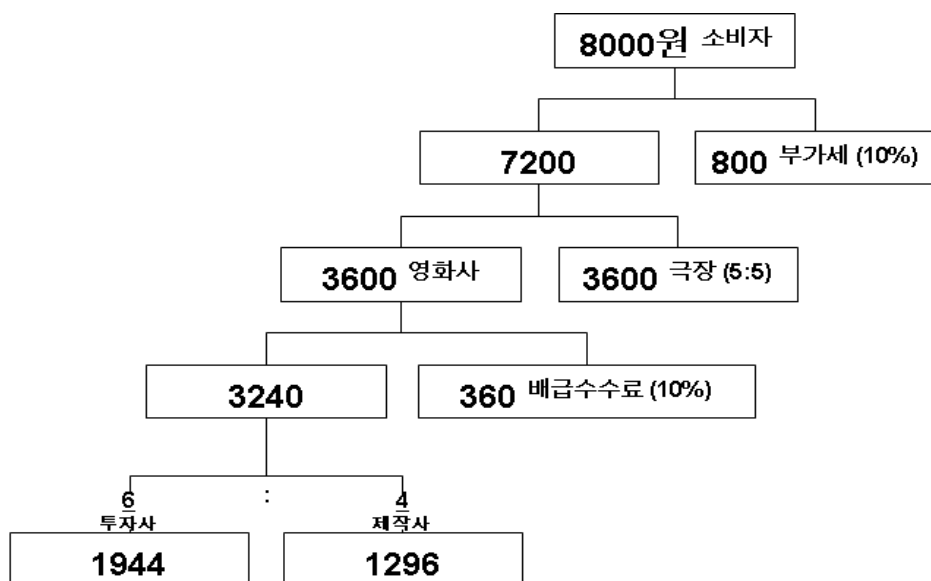 8000원 소비자
7200
800 부가세 (10%)
3600 영화사
3600 극장 (5:5)
3240
360 배급수수료 (10%)
6 : 4
투자사 제작사
1944
1296